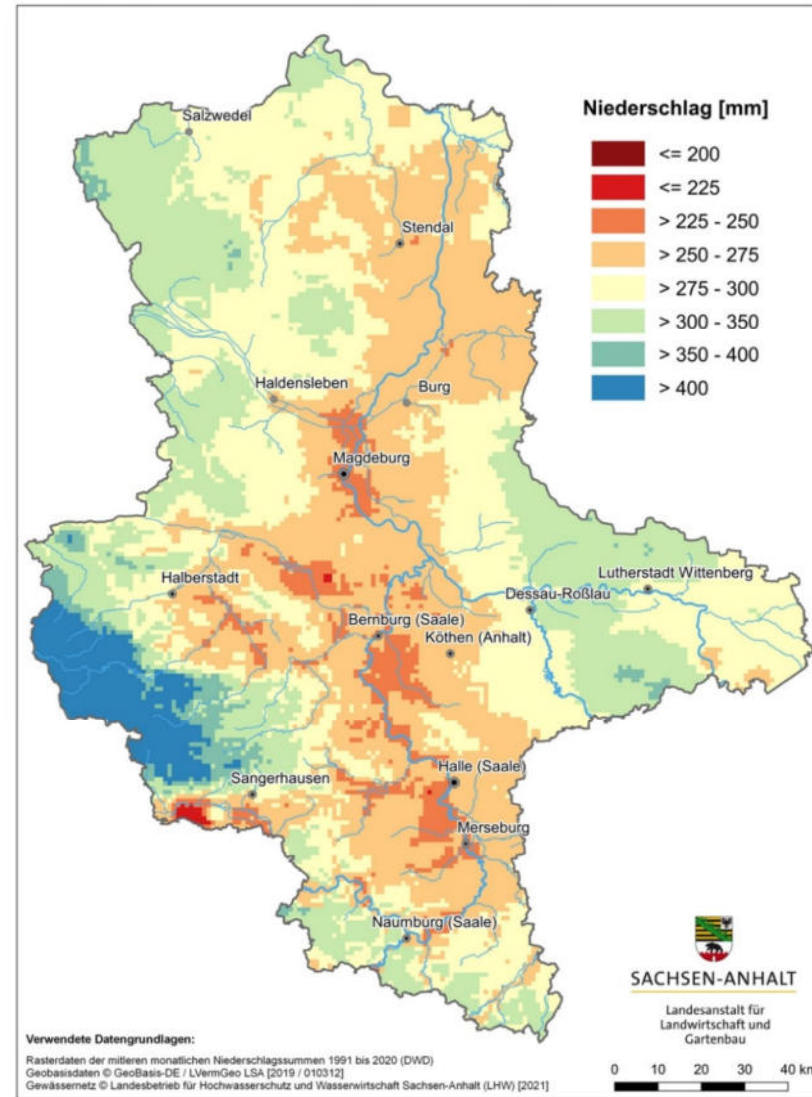 Niederschlag [mm]
<= 200
<= 225
> 225 - 250
> 250 - 275
> 275 - 300
> 300 - 350
> 350 - 400
> 400
Salzwedel
Stendal
Haldensleben
Burg
Magdeburg
Halberstadt
Lutherstadt Wittenberg
Dessau-Roßlau
Bernburg (Saale)
Köthen (Anhalt)
Sangerhausen
Halle (Saale)
Merseburg
Naumburg (Saale)
SACHSEN-ANHALT
Landesanstalt für
Landwirtschaft und
Gartenbau
Verwendete Datengrundlagen:
Rasterdaten der mitleren monatlichen Niederschlagssummen 1991 bis 2020 (DWD)
Geobasisdaten © GeoBasis-DE / LVermGeo LSA [2019 / 010312]
Gewässernetz © Landesbetrieb für Hochwasserschutz und Wasserwirtschaft Sachsen-Anhalt (LHW) [2021]
0 10 20 30 40 km